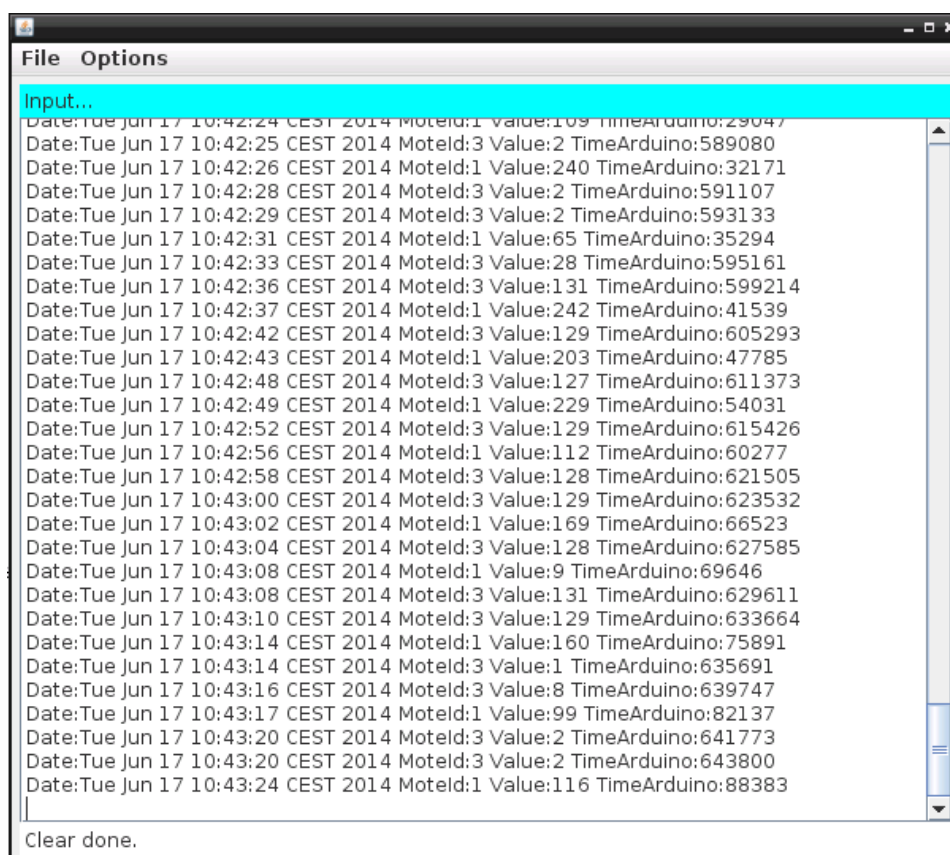 File Options
Input...
Date:Tue Jun 17 10:42:24 CEST 2014 MoteId:1 Value:109 TimeArduino:29047
Date:Tue Jun 17 10:42:25 CEST 2014 MoteId:3 Value:2 TimeArduino:589080
Date:Tue Jun 17 10:42:26 CEST 2014 MoteId:1 Value:240 TimeArduino:32171
Date:Tue Jun 17 10:42:28 CEST 2014 MoteId:3 Value:2 TimeArduino:591107
Date:Tue Jun 17 10:42:29 CEST 2014 MoteId:3 Value:2 TimeArduino:593133
Date:Tue Jun 17 10:42:31 CEST 2014 MoteId:1 Value:65 TimeArduino:35294
Date:Tue Jun 17 10:42:33 CEST 2014 MoteId:3 Value:28 TimeArduino:595161
Date:Tue Jun 17 10:42:36 CEST 2014 MoteId:3 Value:131 TimeArduino:599214
Date:Tue Jun 17 10:42:37 CEST 2014 MoteId:1 Value:242 TimeArduino:41539
Date:Tue Jun 17 10:42:42 CEST 2014 MoteId:3 Value:129 TimeArduino:605293
Date:Tue Jun 17 10:42:43 CEST 2014 MoteId:1 Value:203 TimeArduino:47785
Date:Tue Jun 17 10:42:48 CEST 2014 MoteId:3 Value:127 TimeArduino:611373
Date:Tue Jun 17 10:42:49 CEST 2014 MoteId:1 Value:229 TimeArduino:54031
Date:Tue Jun 17 10:42:52 CEST 2014 MoteId:3 Value:129 TimeArduino:615426
Date:Tue Jun 17 10:42:56 CEST 2014 MoteId:1 Value:112 TimeArduino:60277
Date:Tue Jun 17 10:42:58 CEST 2014 MoteId:3 Value:128 TimeArduino:621505
Date:Tue Jun 17 10:43:00 CEST 2014 MoteId:3 Value:129 TimeArduino:623532
Date:Tue Jun 17 10:43:02 CEST 2014 MoteId:1 Value:169 TimeArduino:66523
Date:Tue Jun 17 10:43:04 CEST 2014 MoteId:3 Value:128 TimeArduino:627585
Date:Tue Jun 17 10:43:08 CEST 2014 MoteId:1 Value:9 TimeArduino:69646
Date:Tue Jun 17 10:43:08 CEST 2014 MoteId:3 Value:131 TimeArduino:629611
Date:Tue Jun 17 10:43:10 CEST 2014 MoteId:3 Value:129 TimeArduino:633664
Date:Tue Jun 17 10:43:14 CEST 2014 MoteId:1 Value:160 TimeArduino:75891
Date:Tue Jun 17 10:43:14 CEST 2014 MoteId:3 Value:1 TimeArduino:635691
Date:Tue Jun 17 10:43:16 CEST 2014 MoteId:3 Value:8 TimeArduino:639747
Date:Tue Jun 17 10:43:17 CEST 2014 MoteId:1 Value:99 TimeArduino:82137
Date:Tue Jun 17 10:43:20 CEST 2014 MoteId:3 Value:2 TimeArduino:641773
Date:Tue Jun 17 10:43:20 CEST 2014 MoteId:3 Value:2 TimeArduino:643800
Date:Tue Jun 17 10:43:24 CEST 2014 MoteId:1 Value:116 TimeArduino:88383
Clear done.